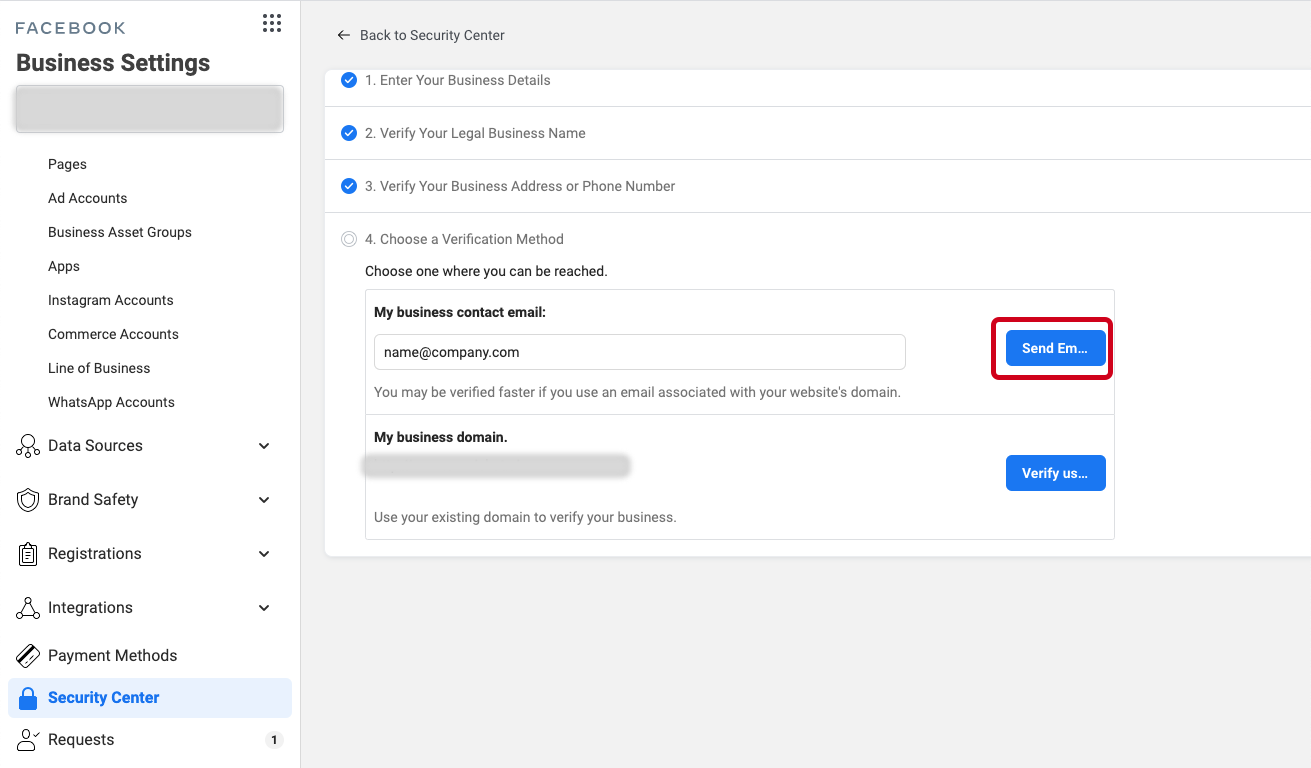 FACEBOOK
Business Settings
Pages
Ad Accounts
Business Asset Groups
Apps
Instagram Accounts
Commerce Accounts
Line of Business
WhatsApp Accounts
Data Sources
Brand Safety
Registrations
Integrations
Payment Methods
Security Center
Requests 1
Back to Security Center
1. Enter Your Business Details
2. Verify Your Legal Business Name
3. Verify Your Business Address or Phone Number
4. Choose a Verification Method
Choose one where you can be reached.
My business contact email:
name@company.com
Send Em...
You may be verified faster if you use an email associated with your website's domain.
My business domain.
Verify us...
Use your existing domain to verify your business.